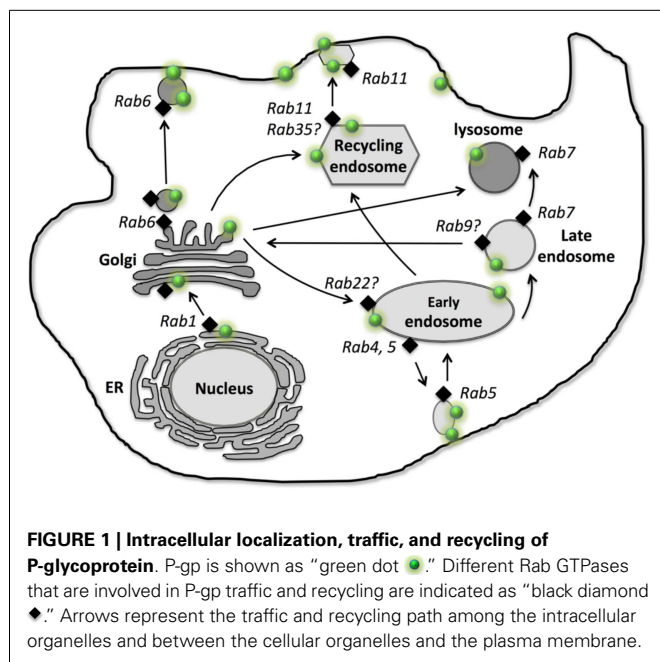 Rab6
Rab11
Rab11
Rab35?
Recycling
endosome
lysosome
Rab7
Rab6
Rab7
Rab9?
Late
endosome
Golgi
Rab22?
Early
endosome
Rab1
Rab4, 5
Rab5
ER
Nucleus
FIGURE 1 | Intracellular localization, traffic, and recycling of
P-glycoprotein. P-gp is shown as “green dot .” Different Rab GTPases
that are involved in P-gp traffic and recycling are indicated as “black diamond
◆.” Arrows represent the traffic and recycling path among the intracellular
organelles and between the cellular organelles and the plasma membrane.